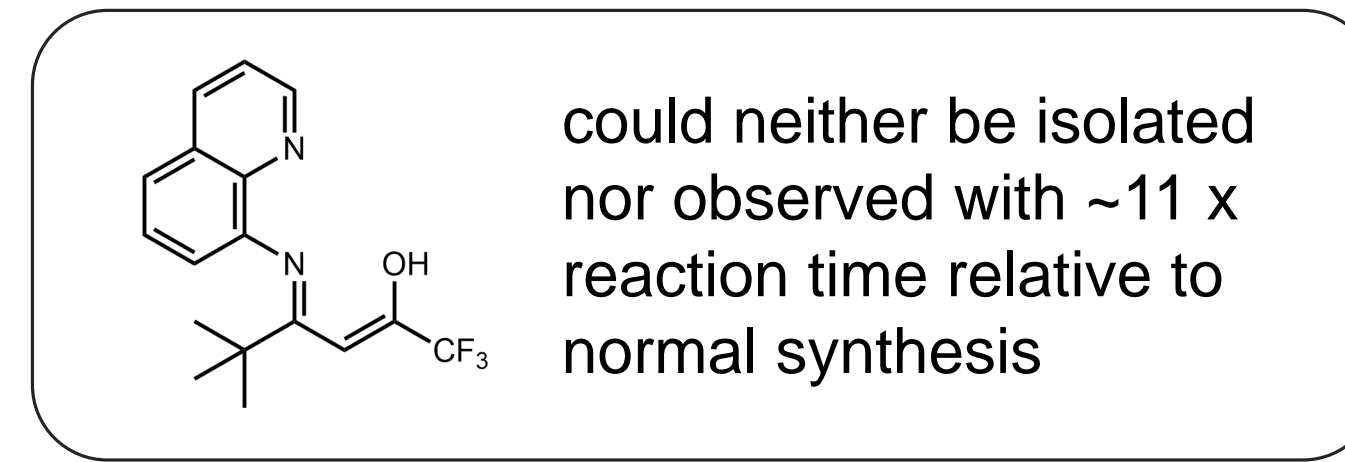 N
N
OH
CF3
could neither be isolated
nor observed with ~11 x
reaction time relative to
normal synthesis